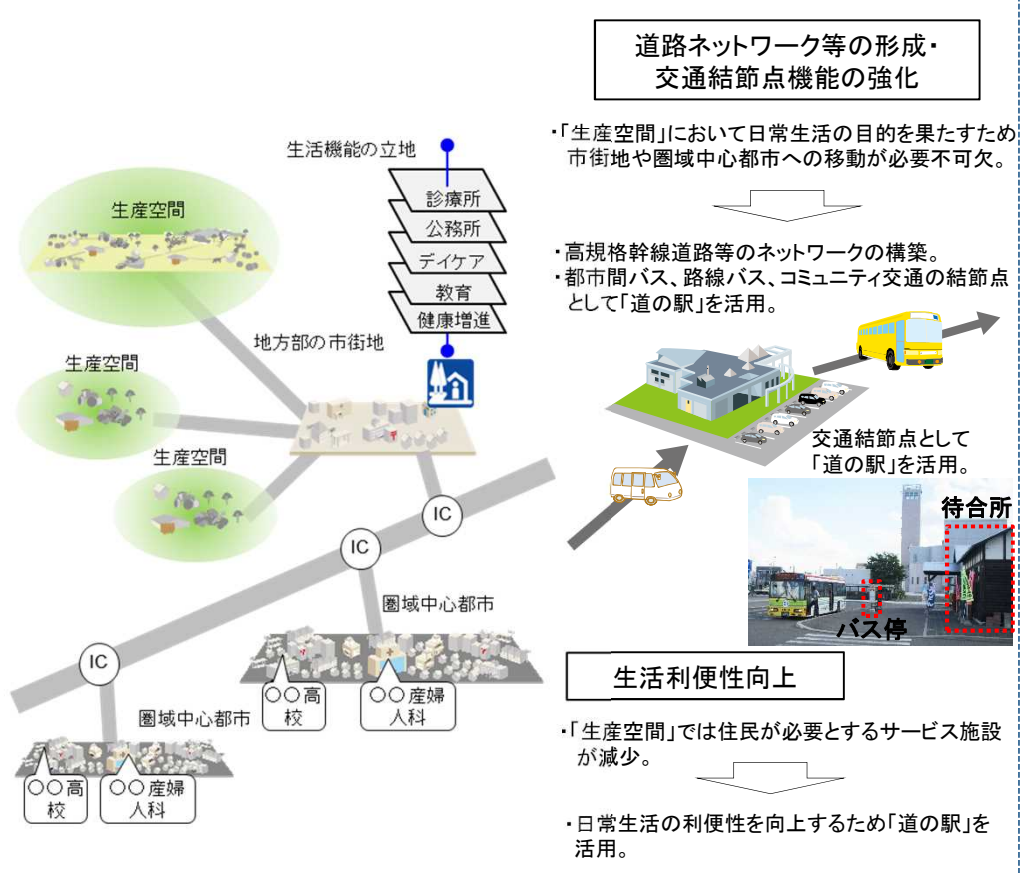 道路ネットワーク等の形成・
交通結節点機能の強化
・「生産空間」において日常生活の目的を果たすため
市街地や圏域中心都市への移動が必要不可欠。
・高規格幹線道路等のネットワークの構築。
・都市間バス、路線バス、コミュニティ交通の結節点
として「道の駅」を活用。
交通結節点として
「道の駅」を活用。
待合所
バス停
生活利便性向上
・「生産空間」では住民が必要とするサービス施設
が減少。
・日常生活の利便性を向上するため「道の駅」を
活用。
生活機能の立地
診療所
公務所
デイケア
教育
健康増進
生産空間
地方部の市街地
生産空間
生産空間
IC
IC
圏域中心都市
IC
〇〇高
校
〇〇産婦
人科
圏域中心都市
〇〇高
校
〇〇産婦
人科